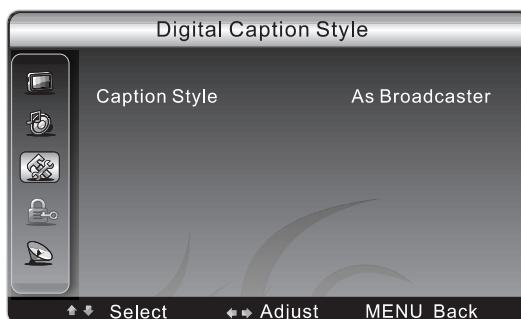 Digital Caption Style
Caption Style As Broadcaster
Select Adjust MENU Back